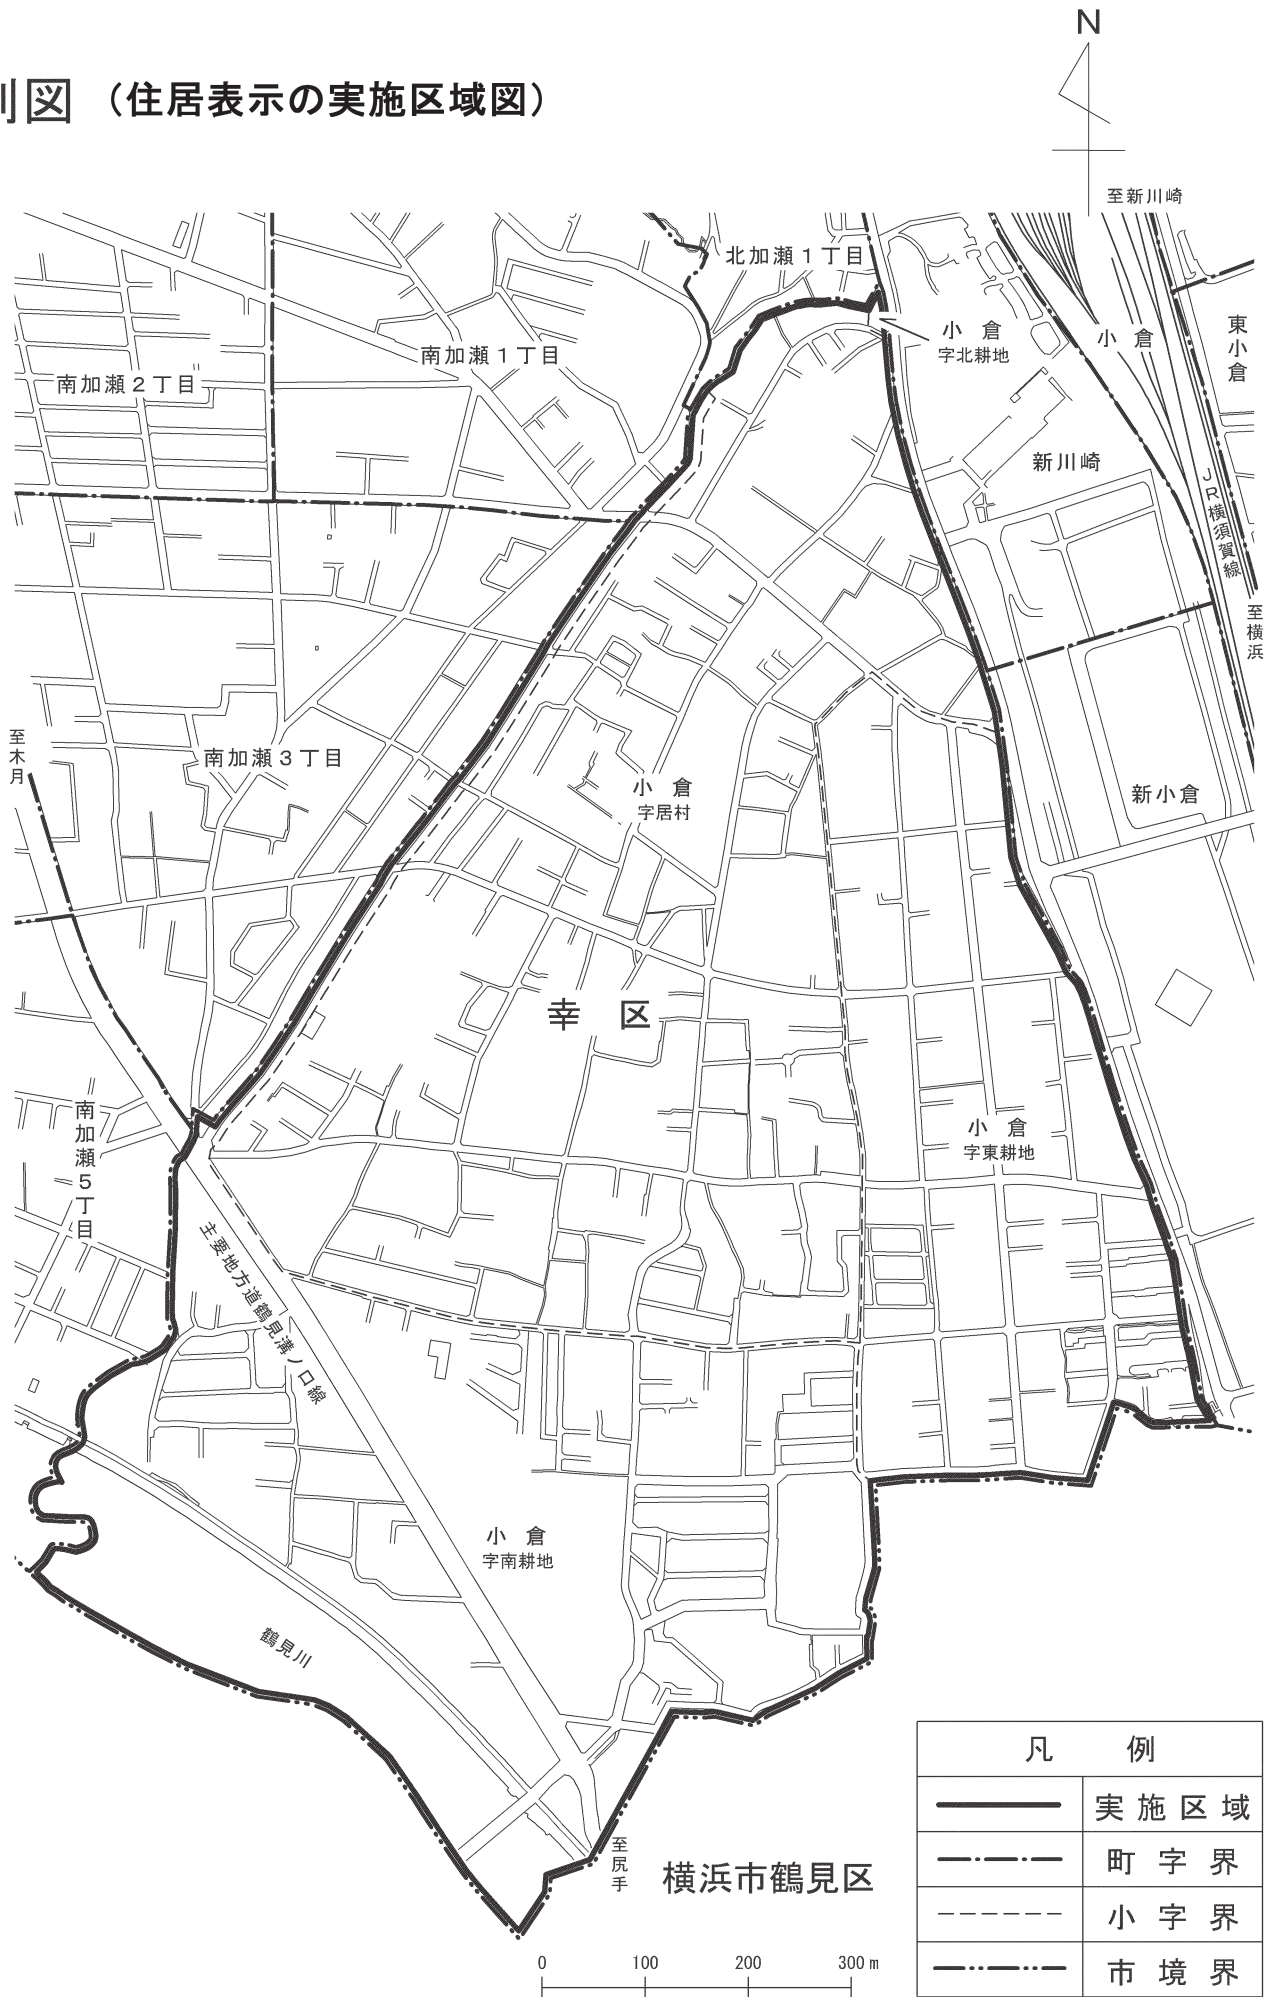 別図 （住居表示の実施区域図）
N
至新川崎
北加瀬１丁目
小倉
字北耕地
小倉
東小倉
南加瀬１丁目
南加瀬２丁目
新川崎
ＪＲ横須賀線
至横浜
至木月
南加瀬３丁目
小倉
字居村
新小倉
幸区
南加瀬５丁目
小倉
字東耕地
主要地方道鶴見溝ノ口線
小倉
字南耕地
鶴見川
至尻手
横浜市鶴見区
凡例
実施区域
町字界
小字界
市境界
0 100 200 300 m